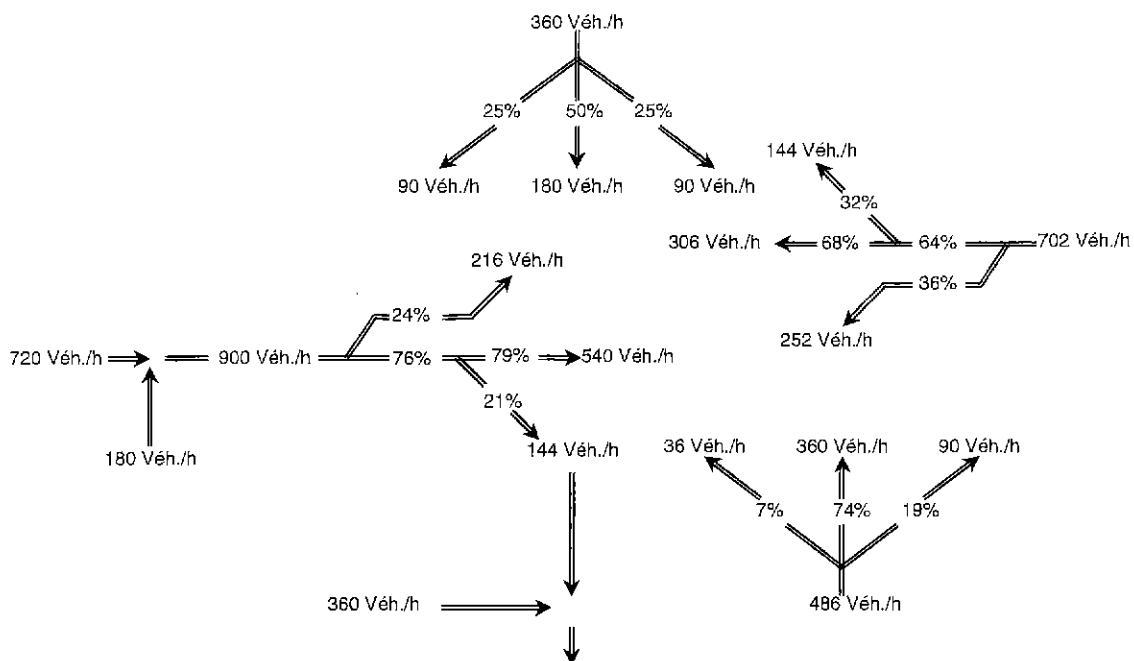 360 Véh./h
25% 50% 25%
90 Véh./h 180 Véh./h 90 Véh./h
144 Véh./h
32%
306 Véh./h 68% 64% 702 Véh./h
36%
252 Véh./h
216 Véh./h
24%
720 Véh./h 900 Véh./h 76% 79% 540 Véh./h
21%
180 Véh./h
144 Véh./h
36 Véh./h 360 Véh./h 90 Véh./h
7% 74% 19%
360 Véh./h
486 Véh./h